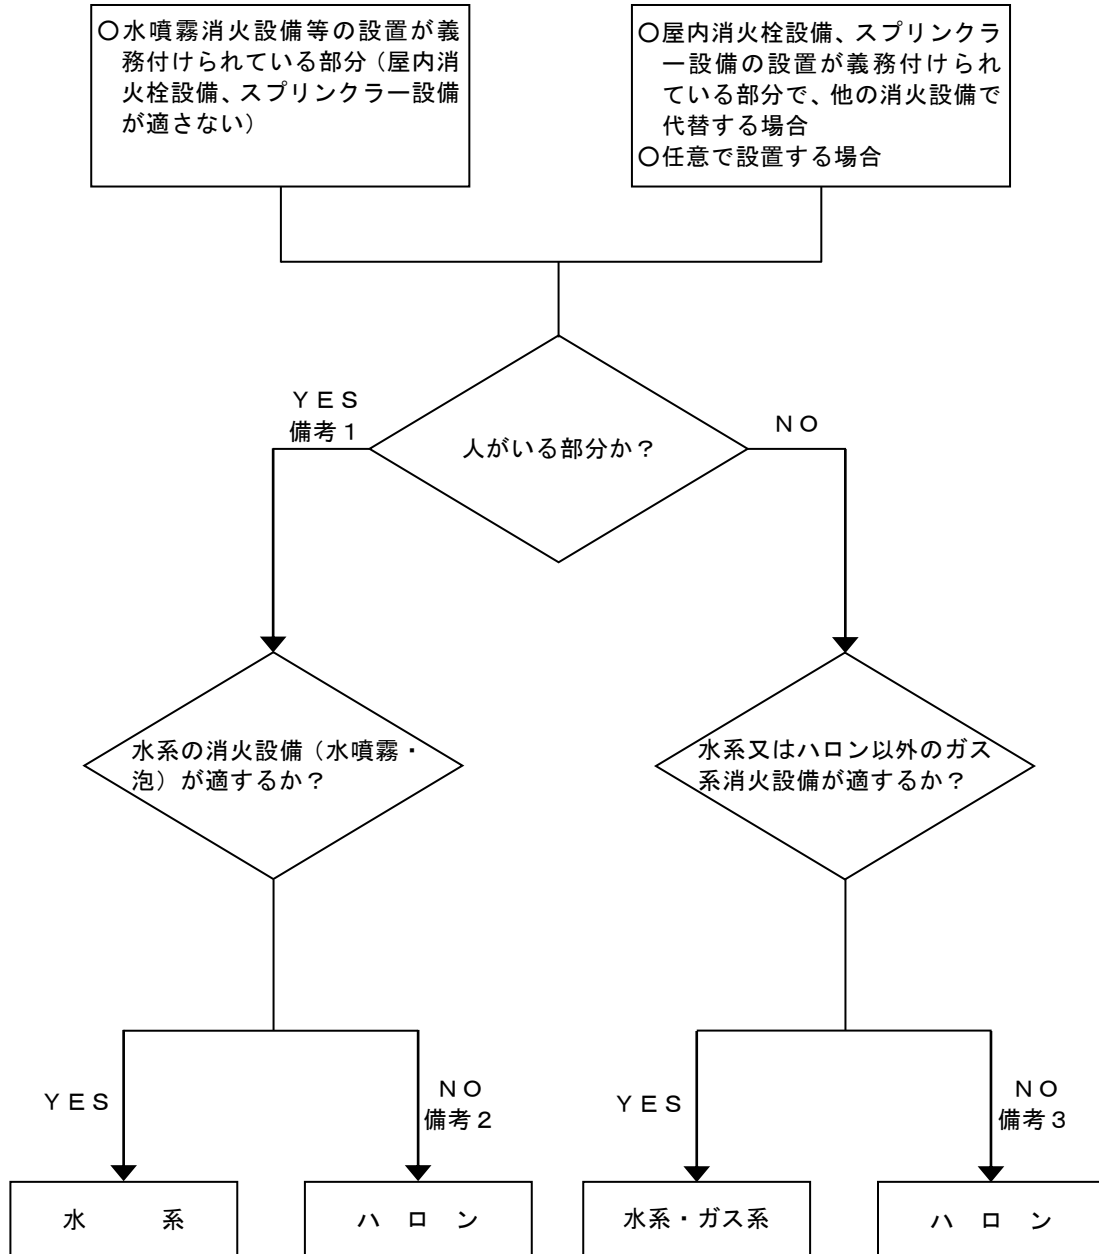 〇水噴霧消火設備等の設置が義
務付けられている部分（屋内消
火栓設備、スプリンクラー設備
が適さない）
〇屋内消火栓設備、スプリンクラ
ー設備の設置が義務付けられ
ている部分で、他の消火設備で
代替する場合
〇任意で設置する場合
ＹＥＳ
備考１
人がいる部分か？
ＮＯ
水系の消火設備（水噴霧・
泡）が適するか？
水系又はハロン以外のガス
系消火設備が適するか？
ＹＥＳ
ＮＯ
備考２
ＹＥＳ
ＮＯ
備考３
水　　系
ハ　ロ　ン
水系・ガス系
ハ　ロ　ン